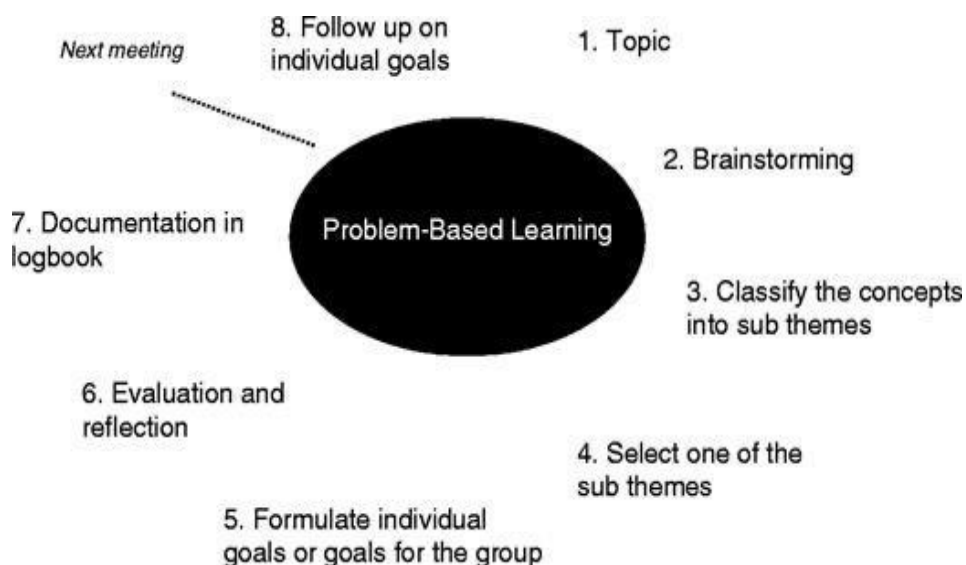 Next meeting
8. Follow up on
individual goals
1. Topic
2. Brainstorming
Problem-Based Learning
7. Documentation in
logbook
3. Classify the concepts
into sub themes
6. Evaluation and
reflection
4. Select one of the
sub themes
5. Formulate individual
goals or goals for the group